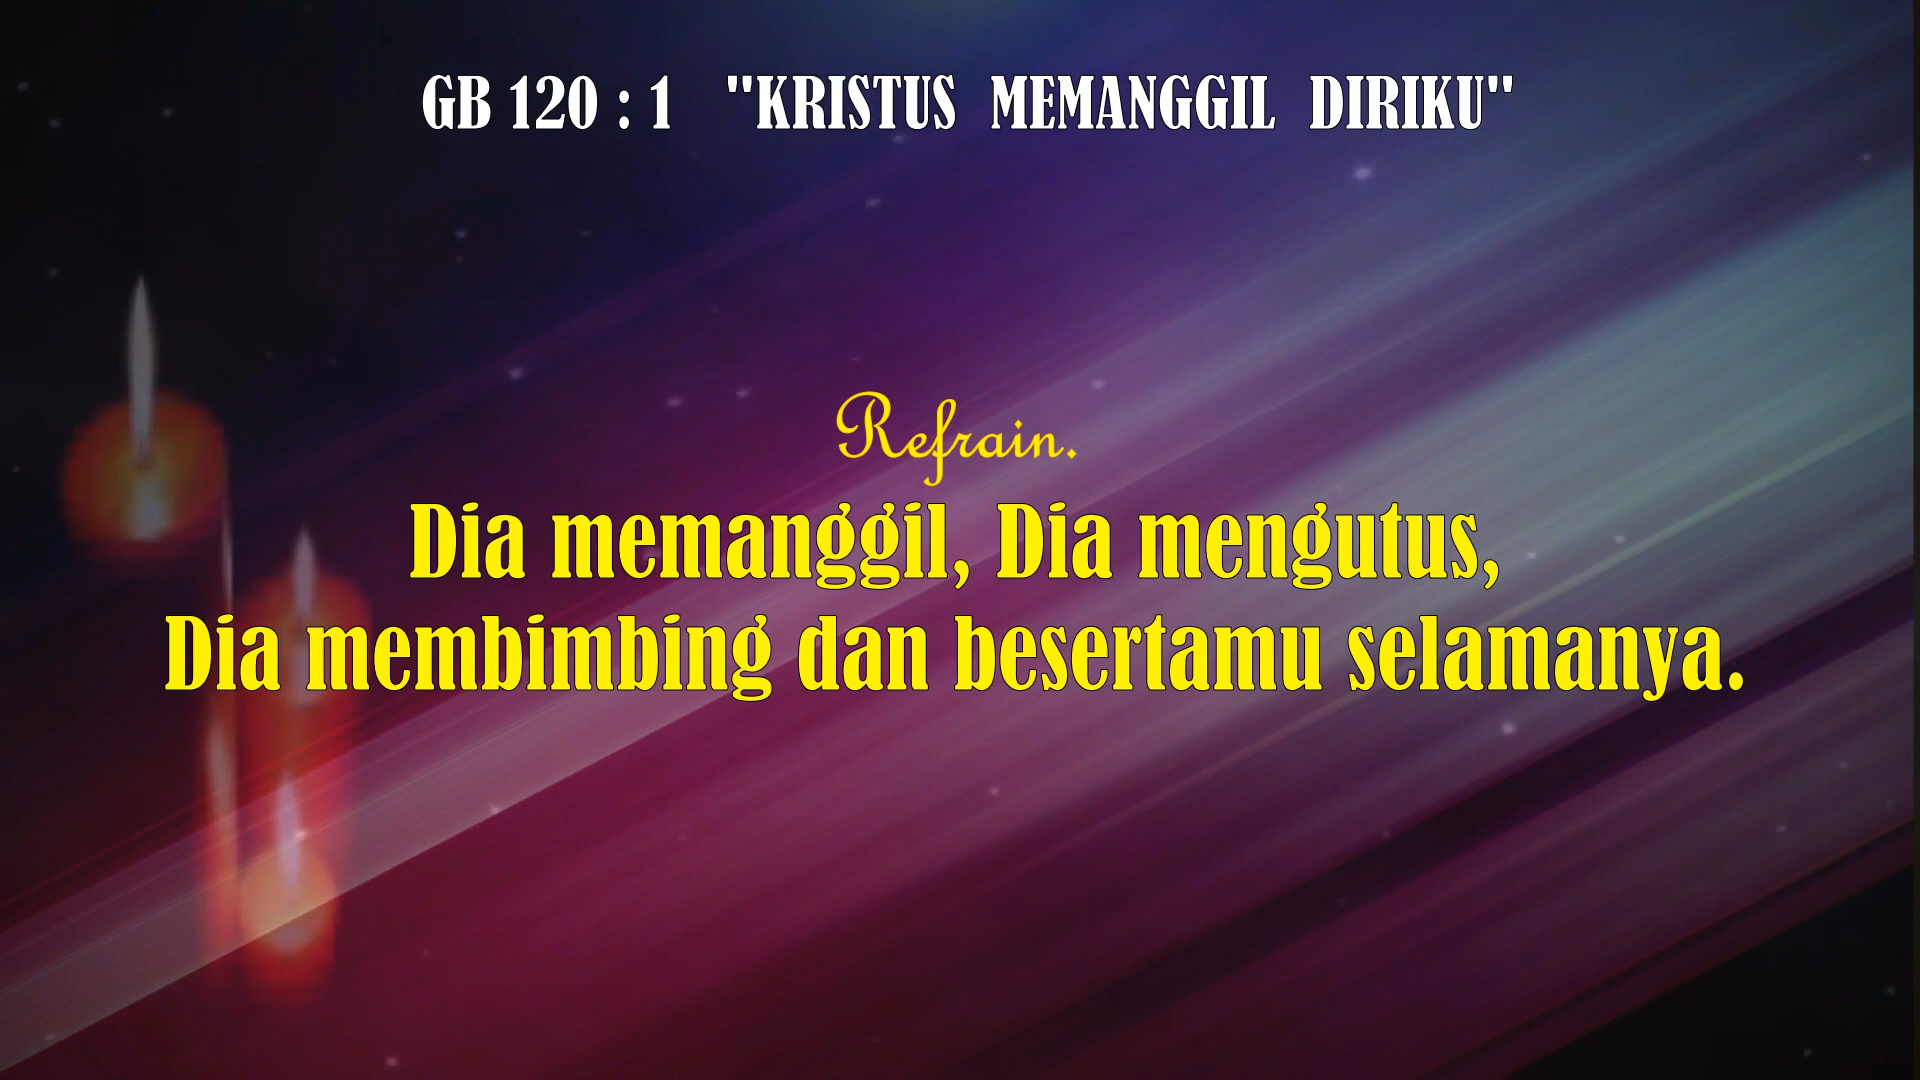 GB 120 : 1 "KRISTUS MEMANGGIL DIRIKU"
Refrain.
Dia memanggil, Dia mengutus,
Dia membimbing dan besertamu selamanya.